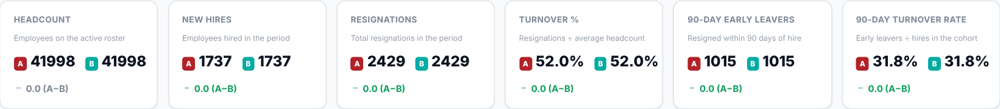 HEADCOUNT
Employees on the active roster
A 41998 B 41998
– 0.0 (A–B)
NEW HIRES
Employees hired in the period
A 1737 B 1737
– 0.0 (A–B)
RESIGNATIONS
Total resignations in the period
A 2429 B 2429
– 0.0 (A–B)
TURNOVER %
Resignations ÷ average headcount
A 52.0% B 52.0%
– 0.0 (A–B)
90-DAY EARLY LEAVERS
Resigned within 90 days of hire
A 1015 B 1015
– 0.0 (A–B)
90-DAY TURNOVER RATE
Early leavers ÷ hires in the cohort
A 31.8% B 31.8%
– 0.0 (A–B)